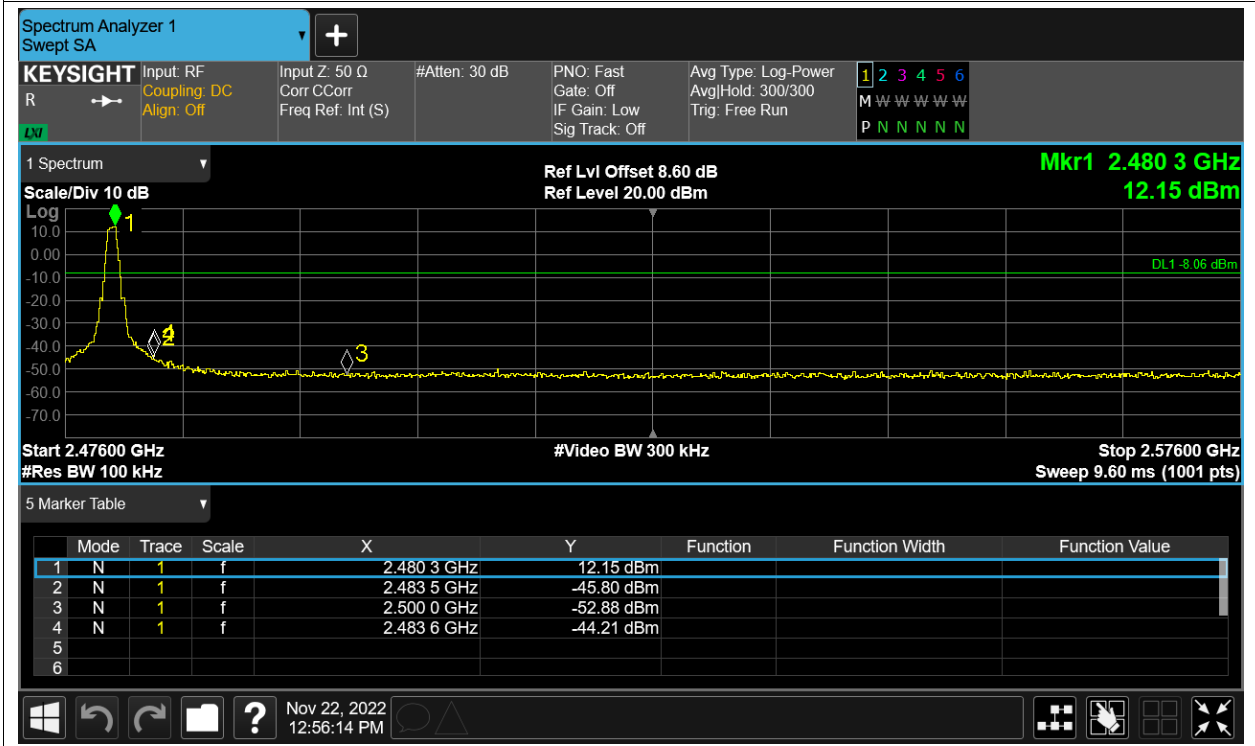 Spectrum Analyzer 1
Swept SA
KEYSIGHT Input: RF Input Z: 50 Ω #Atten: 30 dB PNO: Fast Avg Type: Log-Power 1 2 3 4 5 6
R Coupling: DC Corr CCorr Gate: Off Avg|Hold: 300/300 M W W W W W
Align: Off Freq Ref: Int (S) IF Gain: Low Trig: Free Run
LXI Sig Track: Off P N N N N N
1 Spectrum Ref Lvl Offset 8.60 dB Mkr1 2.480 3 GHz
Scale/Div 10 dB Ref Level 20.00 dBm 12.15 dBm
Log
1
10.0
0.00
DL1 -8.06 dBm
-10.0
-20.0
-30.0
4
2
-40.0
3
-50.0
-60.0
-70.0
Start 2.47600 GHz #Video BW 300 kHz Stop 2.57600 GHz
#Res BW 100 kHz Sweep 9.60 ms (1001 pts)
5 Marker Table
Mode Trace Scale X Y Function Function Width Function Value
1 N 1 f 2.480 3 GHz 12.15 dBm
2 N 1 f 2.483 5 GHz -45.80 dBm
3 N 1 f 2.500 0 GHz -52.88 dBm
4 N 1 f 2.483 6 GHz -44.21 dBm
5
6
? Nov 22, 2022
12:56:14 PM